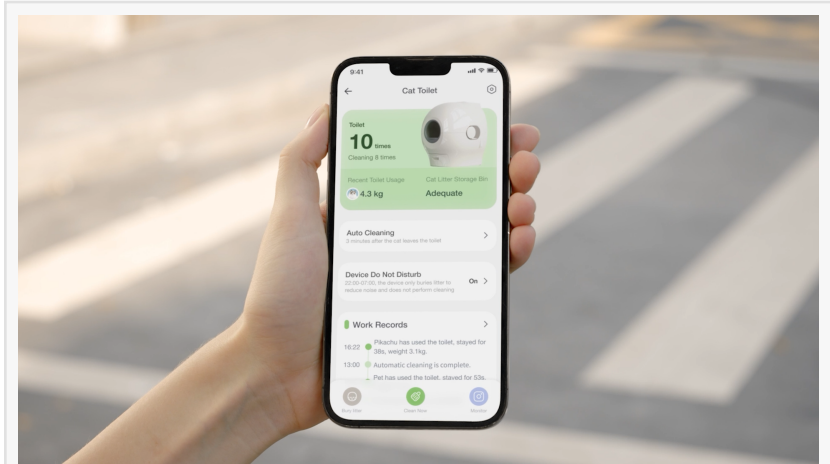 9:41
Cat Toilet
Toilet
10 times
Cleaning 8 times
Recent Toilet Usage
Cat Litter Storage Bin
4.3 kg
Adequate
Auto Cleaning
3 minutes after the cat leaves the toilet
Device Do Not Disturb
22:00-07:00, the device only buries litter to
On
reduce noise and does not perform cleaning
Work Records
16:22
Pikachu has used the toilet, stayed for
38s, weight 3.1kg.
13:00
Automatic cleaning is complete.
Pet has used the toilet, stayed for 53s,
Clean Now
Monitor